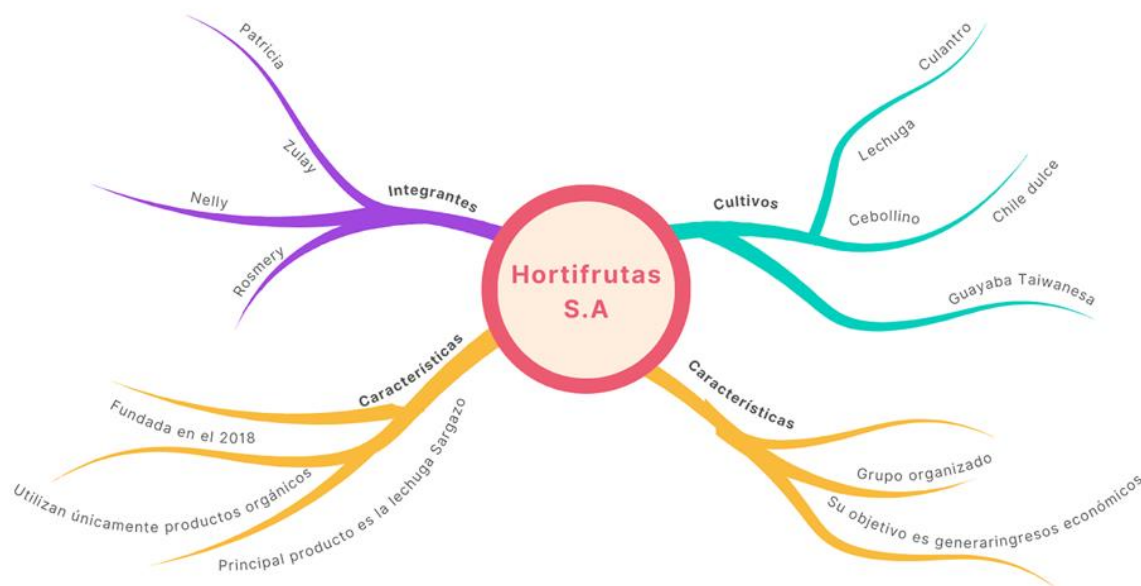 Hortifrutas
S.A
Integrantes
Patricia
Zulay
Nelly
Rosmery
Cultivos
Culantro
Lechuga
Cebollino
Chile dulce
Guayaba Taiwanesa
Características
Fundada en el 2018
Utilizan únicamente productos orgánicos
Principal producto es la lechuga Sargazo
Características
Grupo organizado
Su objetivo es generaringresos económicos